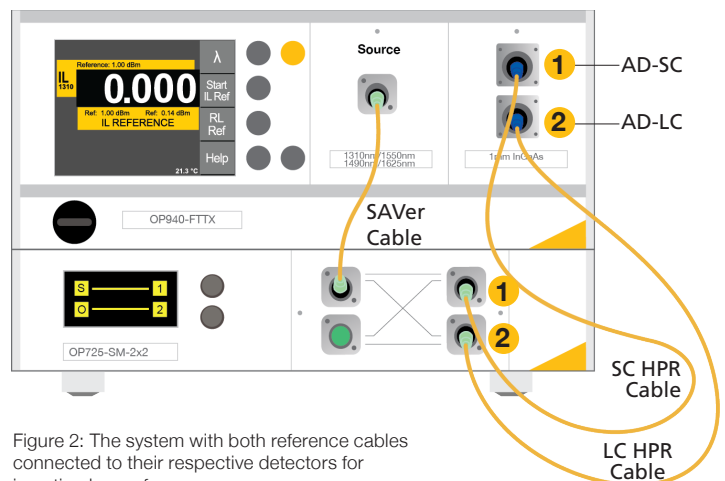 Reference: 1.00 dBm
IL
1310
0.000
Ref: 1.00 dBm Ref: 0.14 dBm
IL REFERENCE
21.3 °C
λ
Start
IL Ref
RL
Ref
Help
Source
1310nm/1550nm
1490nm/1625nm
1
AD-SC
2
AD-LC
1mm InGaAs
OP940-FTTX
SAVer
Cable
S 1
O 2
OP725-SM-2x2
1
2
SC HPR
Cable
LC HPR
Cable
Figure 2: The system with both reference cables
connected to their respective detectors for